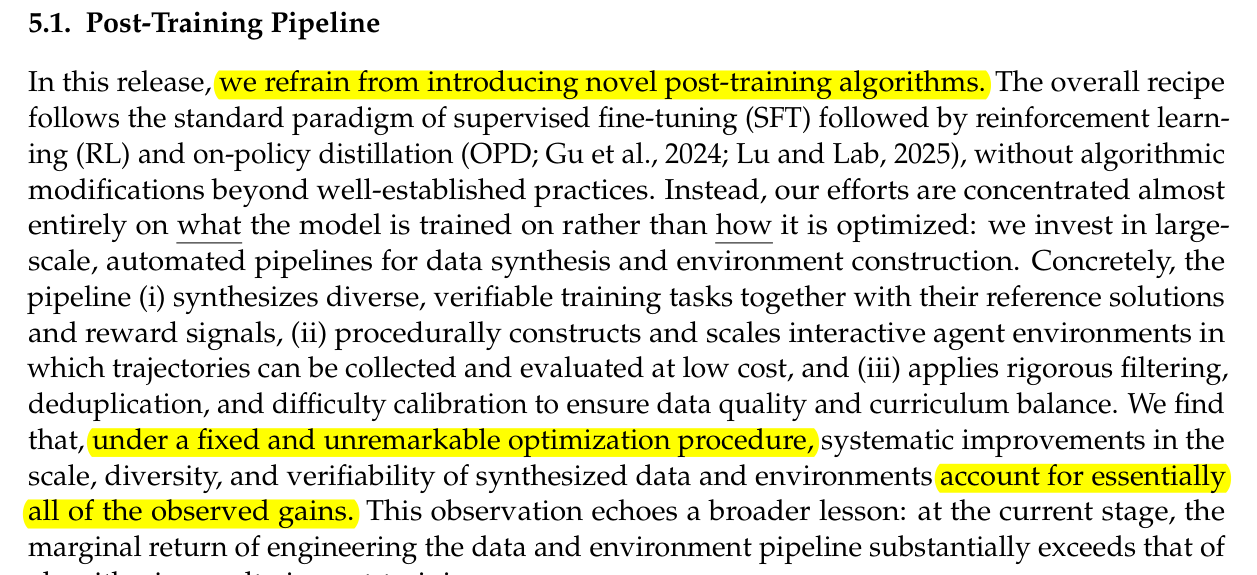 5.1. Post-Training Pipeline
In this release, we refrain from introducing novel post-training algorithms. The overall recipe
follows the standard paradigm of supervised fine-tuning (SFT) followed by reinforcement learn-
ing (RL) and on-policy distillation (OPD; Gu et al., 2024; Lu and Lab, 2025), without algorithmic
modifications beyond well-established practices. Instead, our efforts are concentrated almost
entirely on what the model is trained on rather than how it is optimized: we invest in large-
scale, automated pipelines for data synthesis and environment construction. Concretely, the
pipeline (i) synthesizes diverse, verifiable training tasks together with their reference solutions
and reward signals, (ii) procedurally constructs and scales interactive agent environments in
which trajectories can be collected and evaluated at low cost, and (iii) applies rigorous filtering,
deduplication, and difficulty calibration to ensure data quality and curriculum balance. We find
that, under a fixed and unremarkable optimization procedure, systematic improvements in the
scale, diversity, and verifiability of synthesized data and environments account for essentially
all of the observed gains. This observation echoes a broader lesson: at the current stage, the
marginal return of engineering the data and environment pipeline substantially exceeds that of